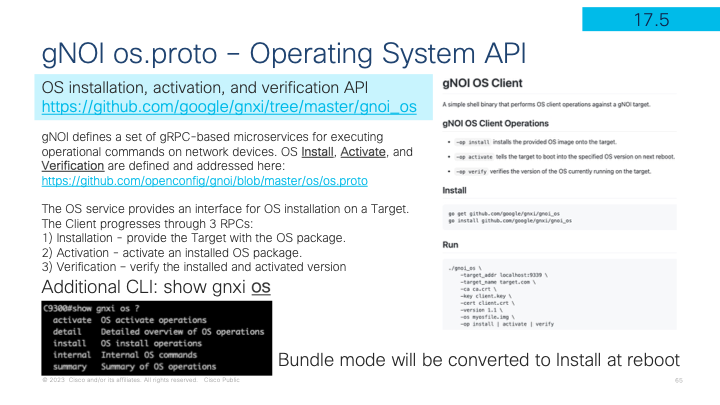 17.5
gNOI os.proto – Operating System API
OS installation, activation, and verification API
https://github.com/google/gnxi/tree/master/gnoi_os
gNOI defines a set of gRPC-based microservices for executing
operational commands on network devices. OS Install, Activate, and
Verification are defined and addressed here:
https://github.com/openconfig/gnoi/blob/master/os/os.proto
The OS service provides an interface for OS installation on a Target.
The Client progresses through 3 RPCs:
1) Installation – provide the Target with the OS package.
2) Activation – activate an installed OS package.
3) Verification – verify the installed and activated version
Additional CLI: show gnxi os
C9300#show gnxi os ?
activate OS activate operations
detail Detailed overview of OS operations
install OS install operations
internal Internal OS commands
summary Summary of OS operations
gNOI OS Client
A simple shell binary that performs OS client operations against a gNOI target.
gNOI OS Client Operations
• -op install installs the provided OS image onto the target.
• -op activate tells the target to boot into the specified OS version on next reboot.
• -op verify verifies the version of the OS currently running on the target.
Install
go get github.com/google/gnxi/gnoi_os
go install github.com/google/gnxi/gnoi_os
Run
./gnoi_os \
-target_addr localhost:9339 \
-target_name target.com \
-ca ca.crt \
-key client.key \
-cert client.crt \
-version 1.1 \
-os myosfile.img \
-op install | activate | verify
Bundle mode will be converted to Install at reboot
© 2023 Cisco and/or its affiliates. All rights reserved. Cisco Public
65